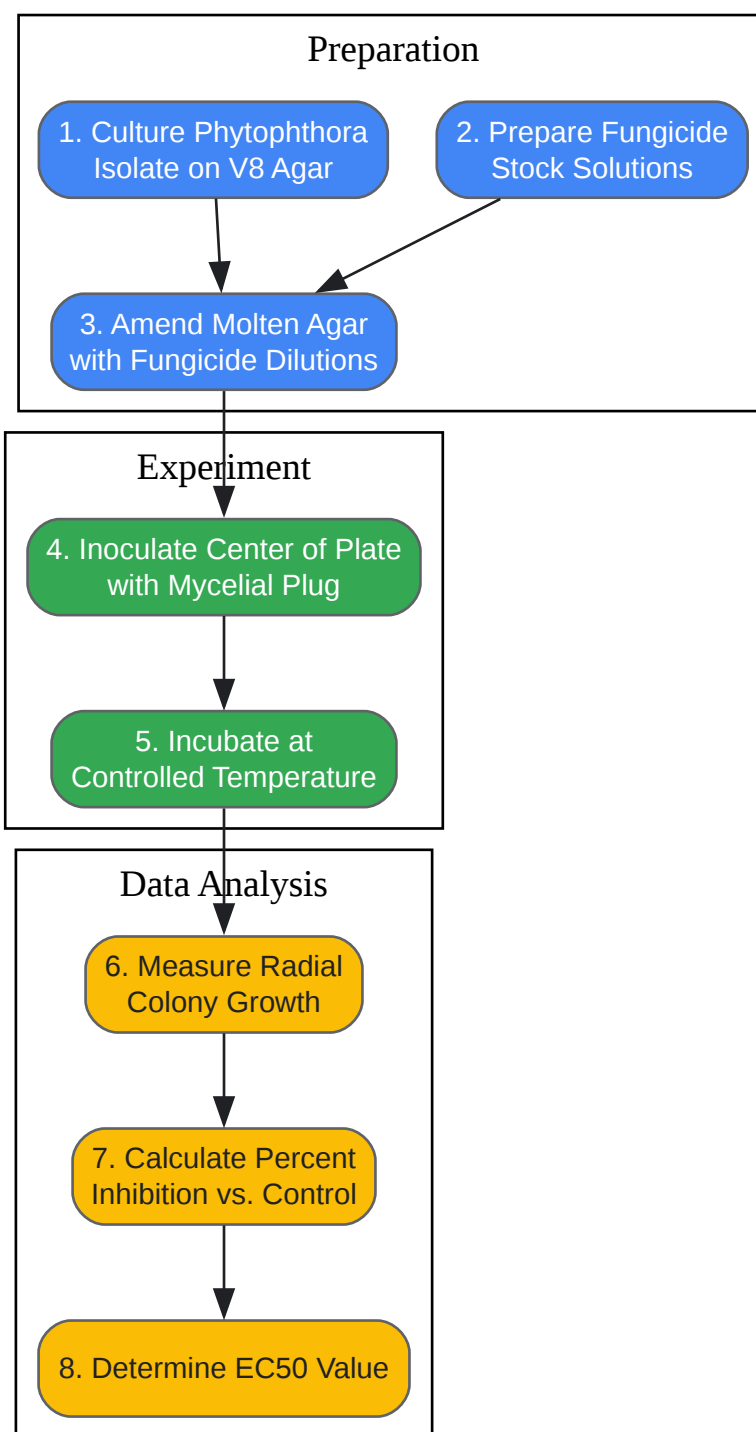 Preparation
1. Culture Phytophthora
Isolate on V8 Agar
2. Prepare Fungicide
Stock Solutions
3. Amend Molten Agar
with Fungicide Dilutions
Experiment
4. Inoculate Center of Plate
with Mycelial Plug
5. Incubate at
Controlled Temperature
Data Analysis
6. Measure Radial
Colony Growth
7. Calculate Percent
Inhibition vs. Control
8. Determine EC50 Value